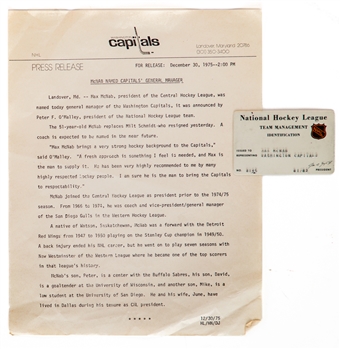 capitals
Landover, Maryland 20786
PRESS RELEASE
FOR RELEASE: December 30, 1975--2:00 PM
McNAB NAMED CAPITALS' GENERAL MANAGER
Landover, Md. -- Max McNab, president of the Central Hockey League, was
named today general manager of the Washington Capitals, it was announced by
Peter F. O'Malley, president of the National Hockey League team.
The 51-year-old McNab replaces Milt Schmidt who resigned yesterday. A
coach is expected to be named in the near future.
"Max McNab brings a very strong hockey background to the Capitals,"
said O'Malley. "A fresh approach is something I feel is needed, and Max is
the man to supply it. He has been very highly recommended to me by many
highly respected hockey people. I am sure he is the man to bring the Capitals
to respectability."
McNab joined the Central Hockey League as president prior to the 1974/75
season. From 1965 to 1974, he was coach and vice-president/general manager
of the San Diego Gulls in the Western Hockey League.
A native of Watson, Saskatchewan, McNab was a forward with the Detroit
Red Wings from 1947 to 1950 playing on the Stanley Cup champion in 1949/50.
A back injury ended his NHL career, but he went on to play seven seasons with
New Westminster of the Western League where he became one of the top scorers
in that league's history.
McNab's son, Peter, is a center with the Buffalo Sabres, his son, David,
is a goaltender at the University of Wisconsin, and another son, Mike, is a
law student at the University of San Diego. He and his wife, June, have
lived in Dallas during his tenure as CHL president.
* * * * *
12/30/75
National Hockey League
TEAM MANAGEMENT
IDENTIFICATION
ISSUED TO MAX McNAB
REPRESENTING WASHINGTON CAPITALS
NO
PRESIDENT